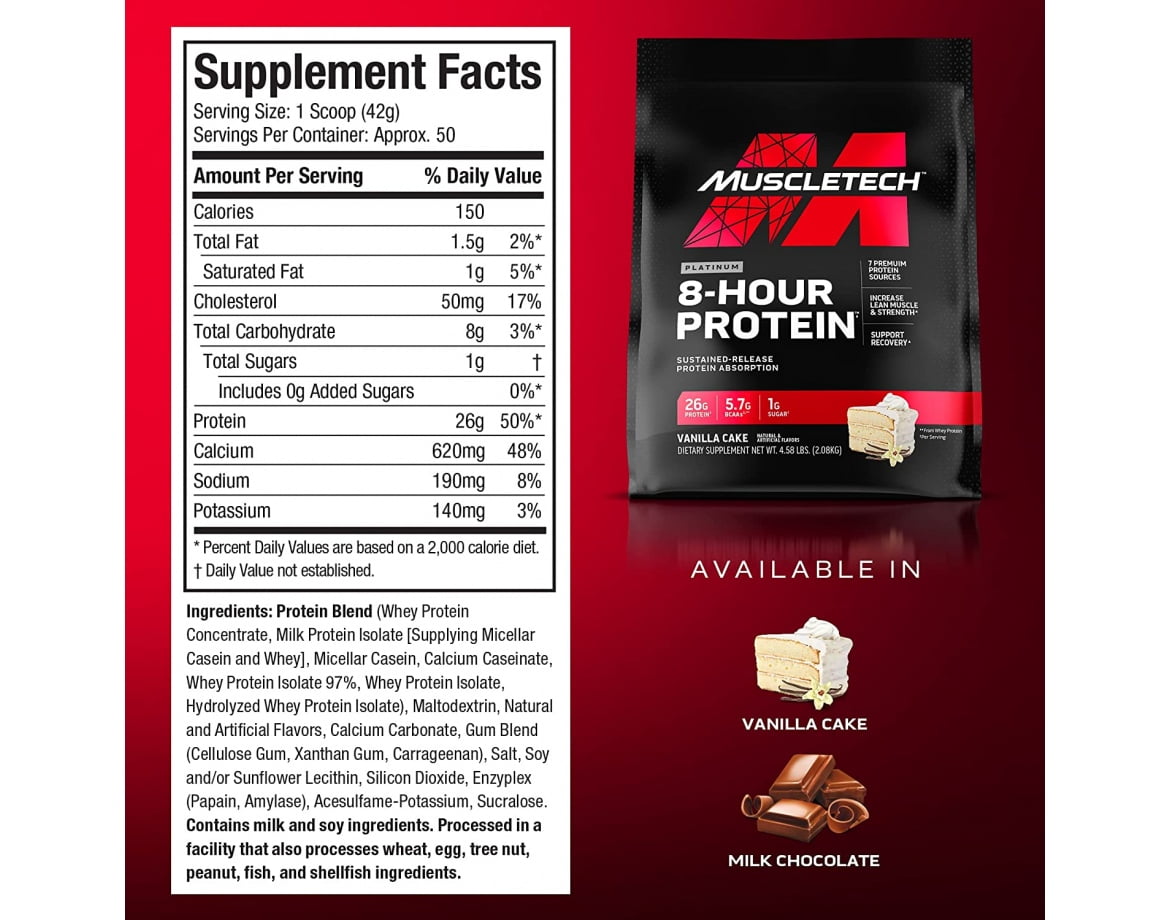 Supplement Facts
Serving Size: 1 Scoop (42g)
Servings Per Container: Approx. 50
Amount Per Serving % Daily Value
Calories 150
Total Fat 1.5g 2%*
Saturated Fat 1g 5%*
Cholesterol 50mg 17%
Total Carbohydrate 8g 3%*
Total Sugars 1g †
Includes 0g Added Sugars 0%*
Protein 26g 50%*
Calcium 620mg 48%
Sodium 190mg 8%
Potassium 140mg 3%
* Percent Daily Values are based on a 2,000 calorie diet.
† Daily Value not established.
Ingredients: Protein Blend (Whey Protein
Concentrate, Milk Protein Isolate [Supplying Micellar
Casein and Whey], Micellar Casein, Calcium Caseinate,
Whey Protein Isolate 97%, Whey Protein Isolate,
Hydrolyzed Whey Protein Isolate), Maltodextrin, Natural
and Artificial Flavors, Calcium Carbonate, Gum Blend
(Cellulose Gum, Xanthan Gum, Carrageenan), Salt, Soy
and/or Sunflower Lecithin, Silicon Dioxide, Enzyplex
(Papain, Amylase), Acesulfame-Potassium, Sucralose.
Contains milk and soy ingredients. Processed in a
facility that also processes wheat, egg, tree nut,
peanut, fish, and shellfish ingredients.
MUSCLETECH™
PLATINUM
8-HOUR
PROTEIN™
SUSTAINED-RELEASE
PROTEIN ABSORPTION
7 PREMUIM
PROTEIN
SOURCES
INCREASE
LEAN MUSCLE
& STRENGTH^
SUPPORT
RECOVERY^
26G
PROTEIN
5.7G
BCAAs
1G
SUGAR
VANILLA CAKE
NATURAL &
ARTIFICIAL FLAVORS
DIETARY SUPPLEMENT NET WT. 4.58 LBS. (2.08KG)
**From Whey Protein
Per Serving
AVAILABLE IN
VANILLA CAKE
MILK CHOCOLATE